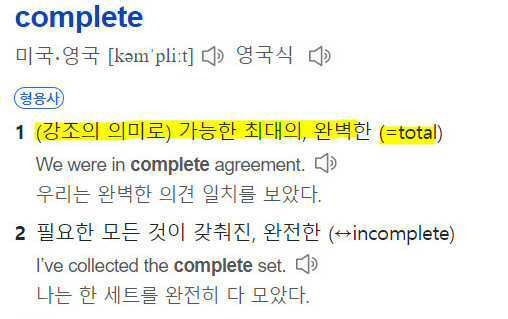 complete
미국∙영국 [kəmˈpliːt] 영국식
형용사
1 (강조의 의미로) 가능한 최대의, 완벽한 (=total)
We were in complete agreement.
우리는 완벽한 의견 일치를 보았다.
2 필요한 모든 것이 갖춰진, 완전한 (↔incomplete)
I've collected the complete set.
나는 한 세트를 완전히 다 모았다.